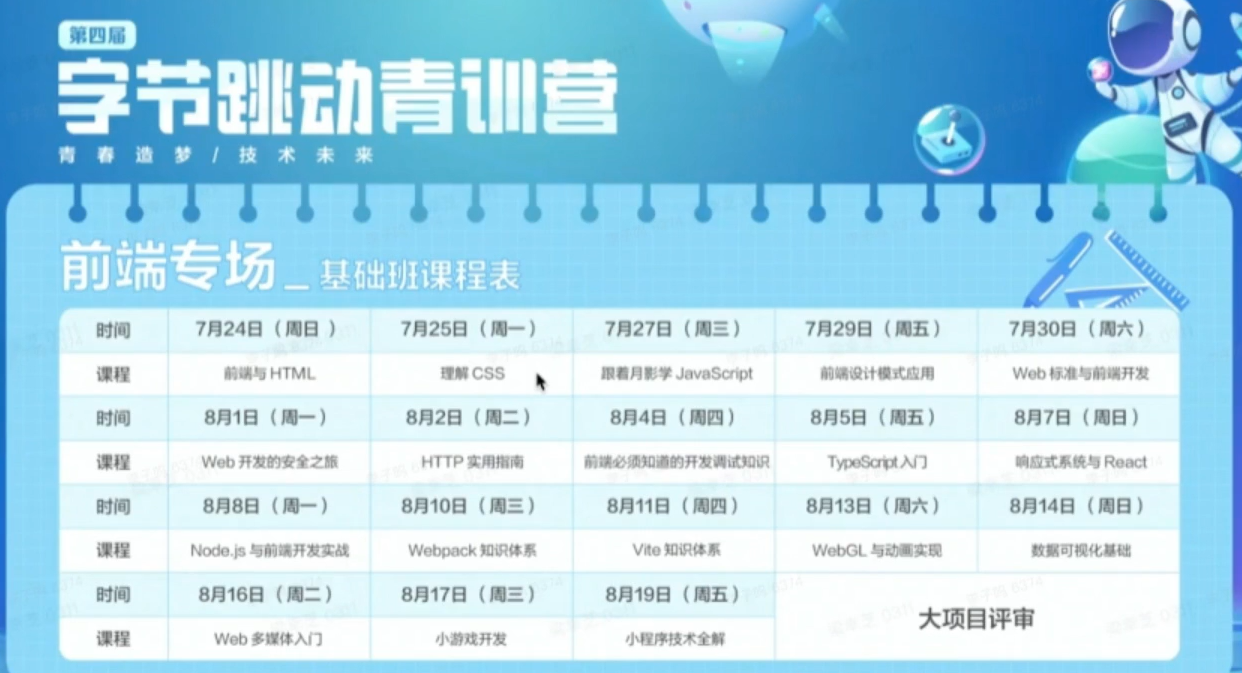 第四届
字节跳动青训营
青春造梦/技术未来
前端专场_基础班课程表
时间 7月24日（周日） 7月25日（周一） 7月27日（周三） 7月29日（周五） 7月30日（周六）
课程 前端与 HTML 理解 CSS 跟着月影学 JavaScript 前端设计模式应用 Web 标准与前端开发
时间 8月1日（周一） 8月2日（周二） 8月4日（周四） 8月5日（周五） 8月7日（周日）
课程 Web 开发的安全之旅 HTTP 实用指南 前端必须知道的开发调试知识 TypeScript入门 响应式系统与 React
时间 8月8日（周一） 8月10日（周三） 8月11日（周四） 8月13日（周六） 8月14日（周日）
课程 Node.js 与前端开发实战 Webpack 知识体系 Vite 知识体系 WebGL 与动画实现 数据可视化基础
时间 8月16日（周二） 8月17日（周三） 8月19日（周五）
大项目评审
课程 Web 多媒体入门 小游戏开发 小程序技术全解